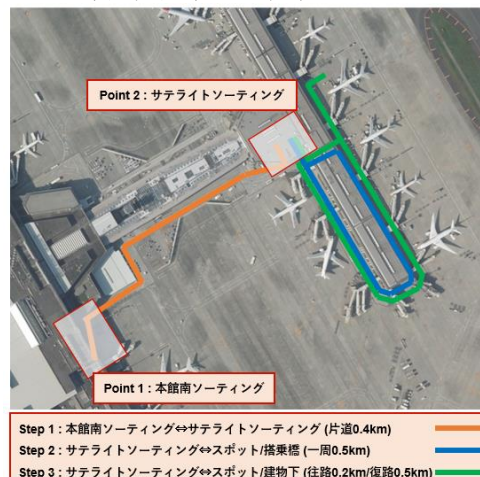 Point 2 : サテライトソーティング
Point 1 : 本館南ソーティング
Step 1 : 本館南ソーティング⇔サテライトソーティング (片道0.4km)
Step 2 : サテライトソーティング⇔スポット/搭乗橋 (一周0.5km)
Step 3 : サテライトソーティング⇔スポット/建物下 (往路0.2km/復路0.5km)